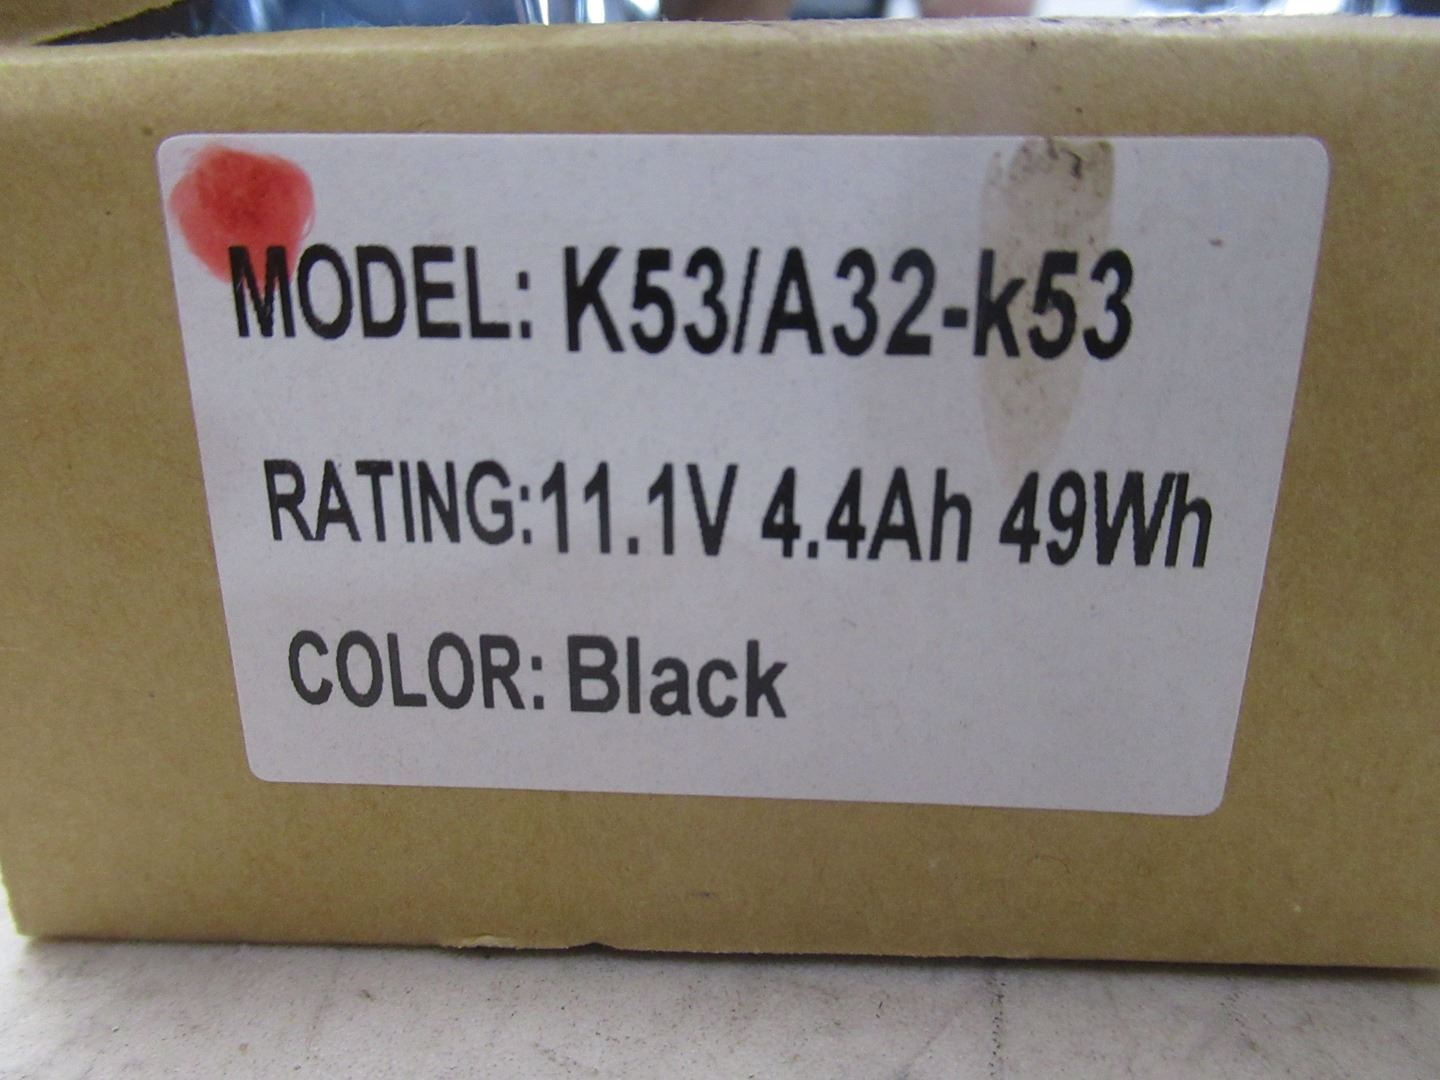 MODEL: K53/A32-k53
RATING:11.1V 4.4Ah 49Wh
COLOR: Black